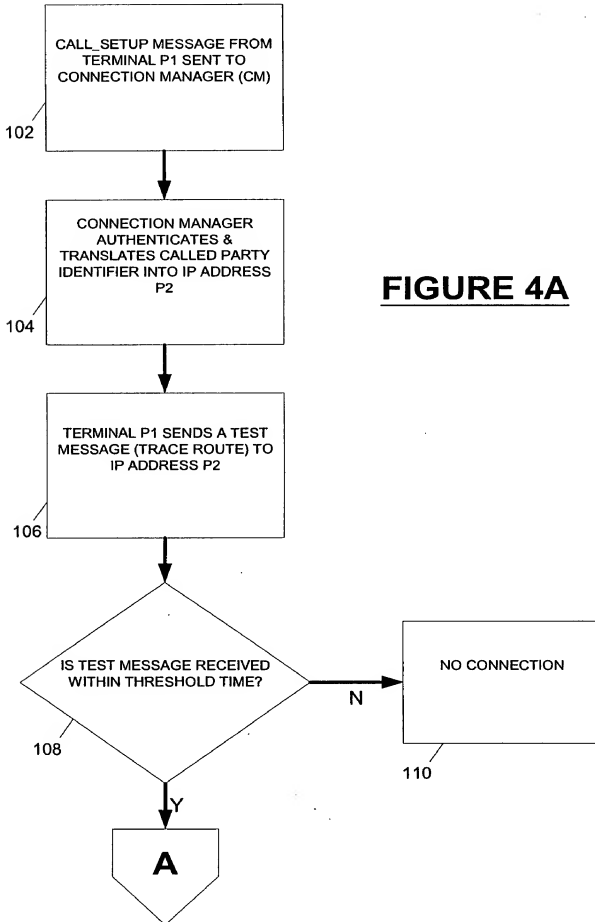 CALL_SETUP MESSAGE FROM
TERMINAL P1 SENT TO
CONNECTION MANAGER (CM)
102
CONNECTION MANAGER
AUTHENTICATES &
TRANSLATES CALLED PARTY
IDENTIFIER INTO IP ADDRESS
P2
104
FIGURE 4A
TERMINAL P1 SENDS A TEST
MESSAGE (TRACE ROUTE) TO
IP ADDRESS P2
106
IS TEST MESSAGE RECEIVED
WITHIN THRESHOLD TIME?
108
N
NO CONNECTION
110
Y
A